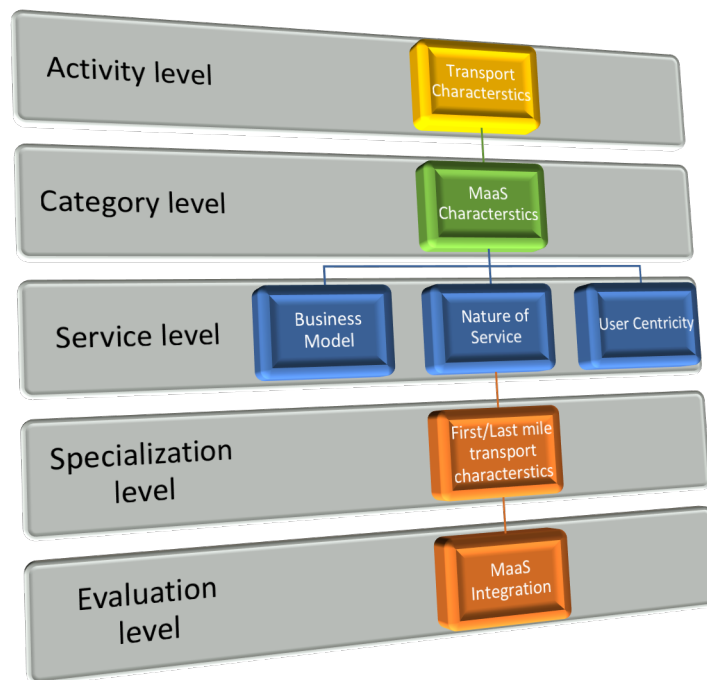 Activity level
Transport
Characterstics
Category level
MaaS
Characterstics
Service level
Business
Model
Nature of
Service
User Centricity
Specialization
level
First/Last mile
transport
characterstics
Evaluation
level
MaaS
Integration